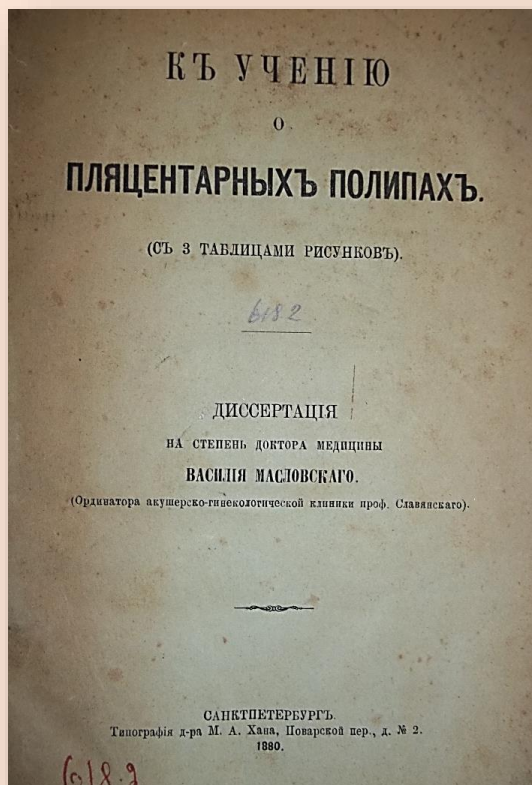 КЪ УЧЕНІЮ
О
ПЛЯЦЕНТАРНЫХЪ ПОЛИПАХЪ.
(СЪ 3 ТАБЛИЦАМИ РИСУНКОВЪ).
618.2
ДИССЕРТАЦІЯ
НА СТЕПЕНЬ ДОКТОРА МЕДИЦИНЫ
ВАСИЛІЯ МАСЛОВСКАГО.
(Ординатора акушерско-гинекологической клиники проф. Славянскаго).
САНКТПЕТЕРБУРГЪ.
Типографія д-ра М. А. Хана, Поварской пер., д. № 2.
1880.
618.2